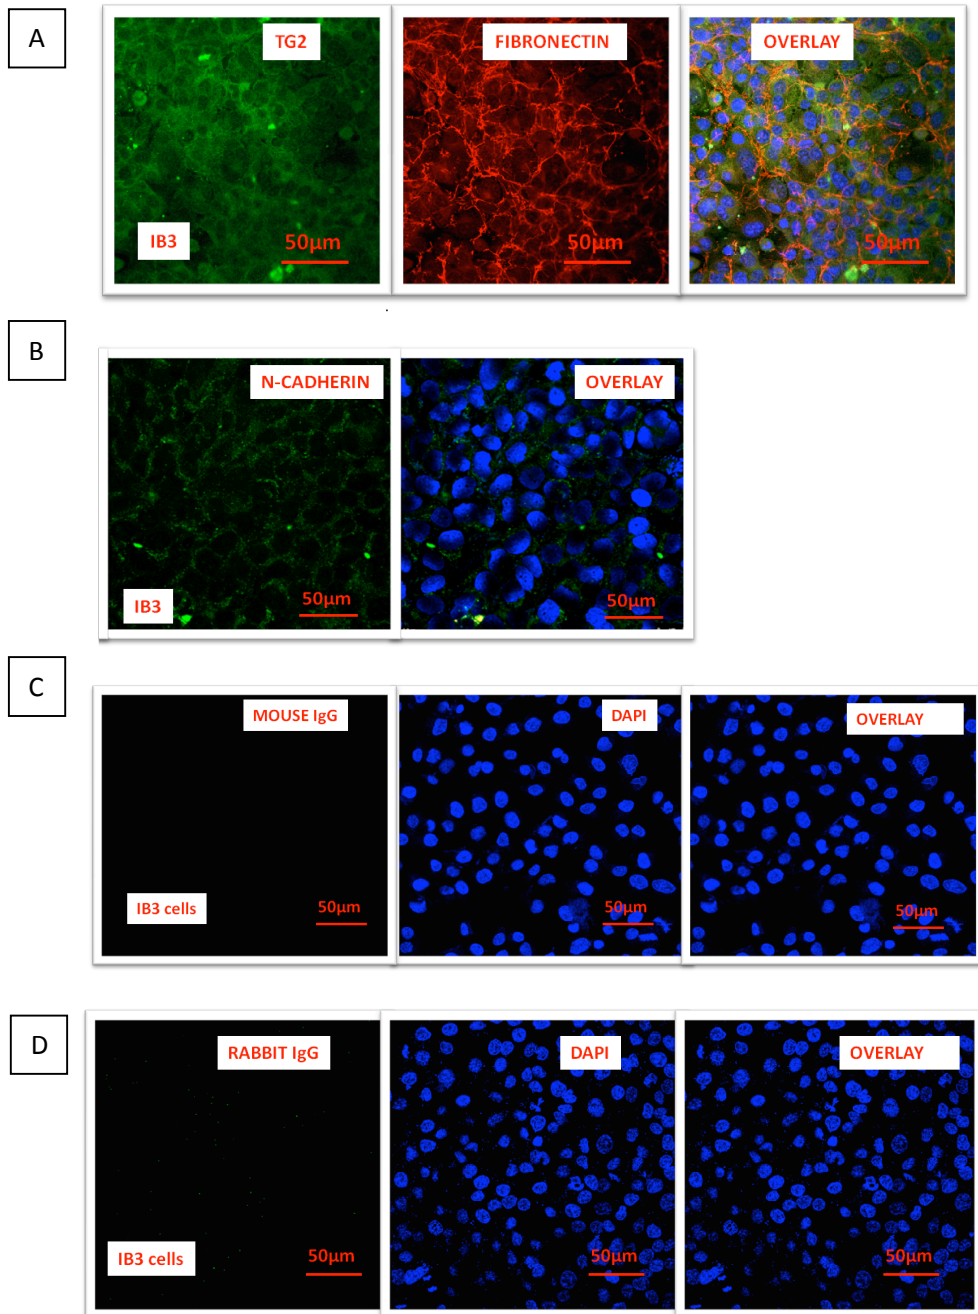 A
TG2
FIBRONECTIN
OVERLAY
IB3
50µm
50µm
50µm
B
N-CADHERIN
OVERLAY
IB3
50µm
50µm
C
MOUSE IgG
DAPI
OVERLAY
IB3 cells
50µm
50µm
D
RABBIT IgG
DAPI
OVERLAY
IB3 cells
50µm
50µm
50µm